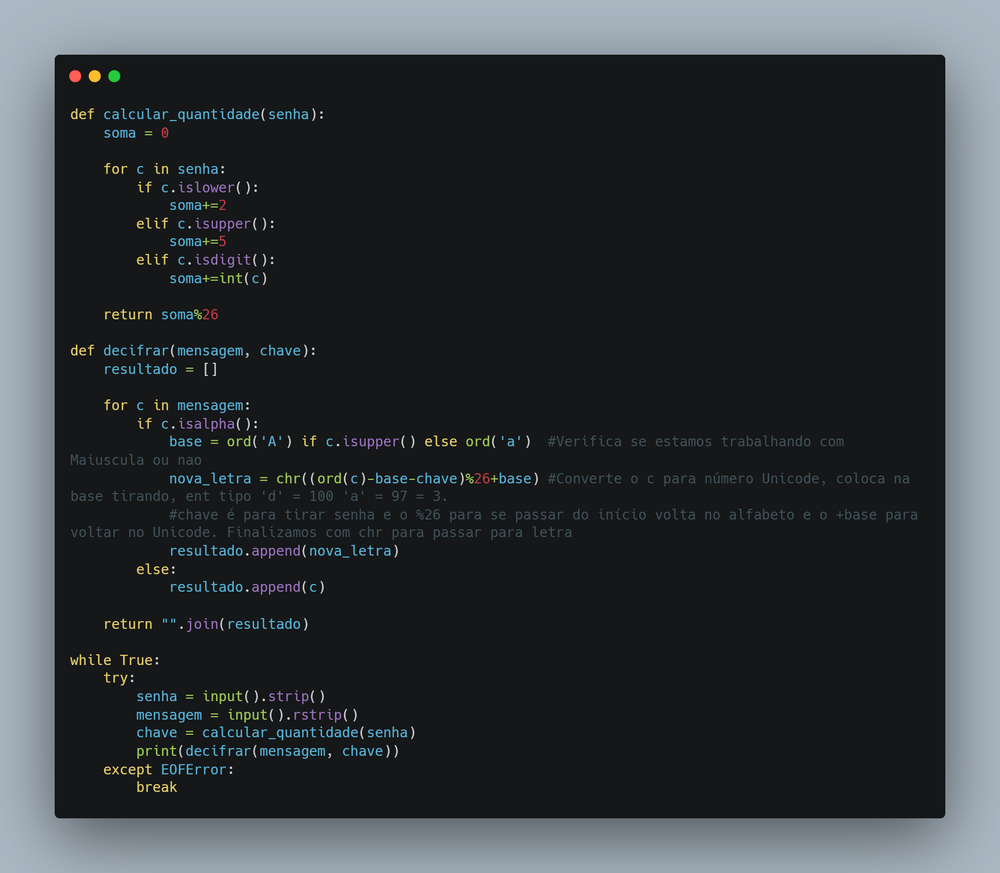 def calcular_quantidade(senha):
    soma = 0

    for c in senha:
        if c.islower():
            soma+=2
        elif c.isupper():
            soma+=5
        elif c.isdigit():
            soma+=int(c)

    return soma%26

def decifrar(mensagem, chave):
    resultado = []

    for c in mensagem:
        if c.isalpha():
            base = ord('A') if c.isupper() else ord('a')  #Verifica se estamos trabalhando com
Maiuscula ou nao
            nova_letra = chr((ord(c)-base-chave)%26+base) #Converte o c para número Unicode, coloca na
base tirando, ent tipo 'd' = 100 'a' = 97 = 3.
            #chave é para tirar senha e o %26 para se passar do início volta no alfabeto e o +base para
voltar no Unicode. Finalizamos com chr para passar para letra
            resultado.append(nova_letra)
        else:
            resultado.append(c)

    return "".join(resultado)

while True:
    try:
        senha = input().strip()
        mensagem = input().rstrip()
        chave = calcular_quantidade(senha)
        print(decifrar(mensagem, chave))
    except EOFError:
        break